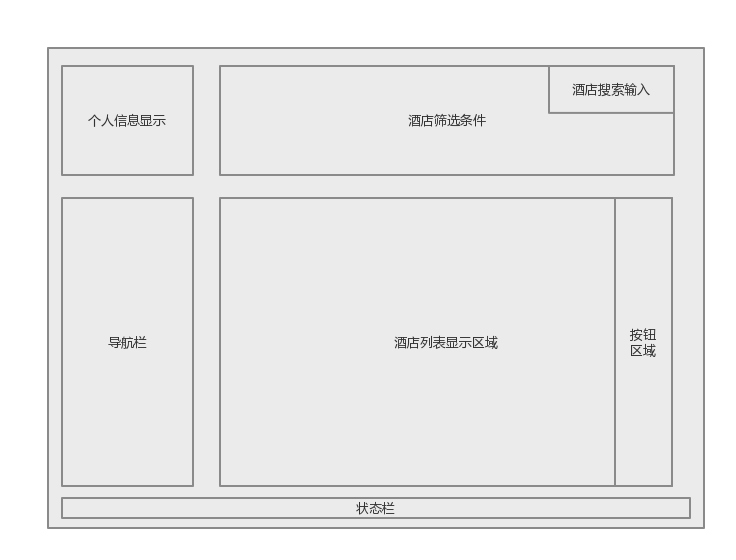 个人信息显示
酒店筛选条件
酒店搜索输入
导航栏
酒店列表显示区域
按钮
区域
状态栏